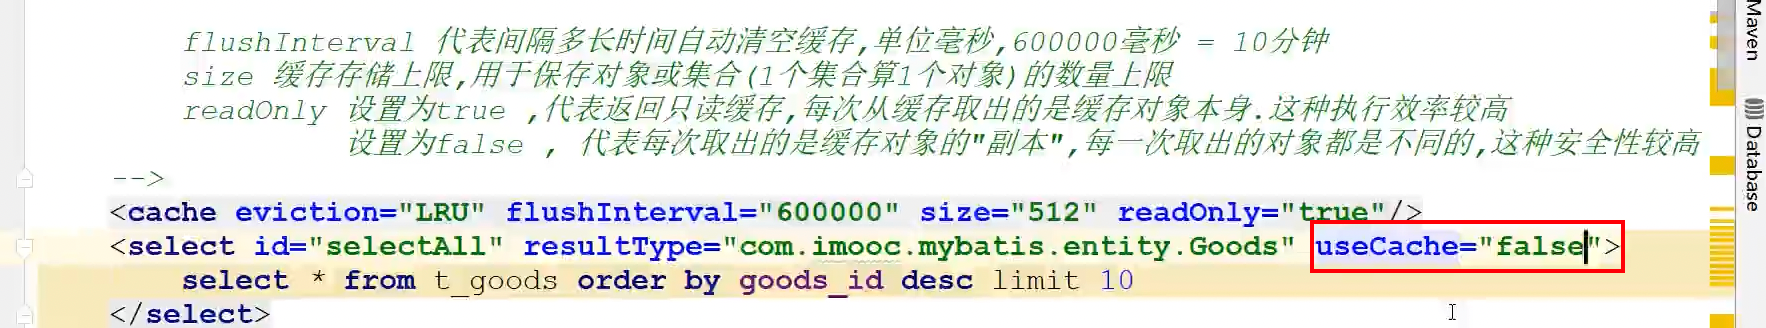 flushInterval 代表间隔多长时间自动清空缓存,单位毫秒,600000毫秒 = 10分钟
size 缓存存储上限,用于保存对象或集合(1个集合算1个对象)的数量上限
readOnly 设置为true ,代表返回只读缓存,每次从缓存取出的是缓存对象本身.这种执行效率较高
设置为false , 代表每次取出的是缓存对象的"副本",每一次取出的对象都是不同的,这种安全性较高
-->
<cache eviction="LRU" flushInterval="600000" size="512" readOnly="true"/>
<select id="selectAll" resultType="com.imooc.mybatis.entity.Goods" useCache="false">
select * from t_goods order by goods_id desc limit 10
</select>
Maven
Database